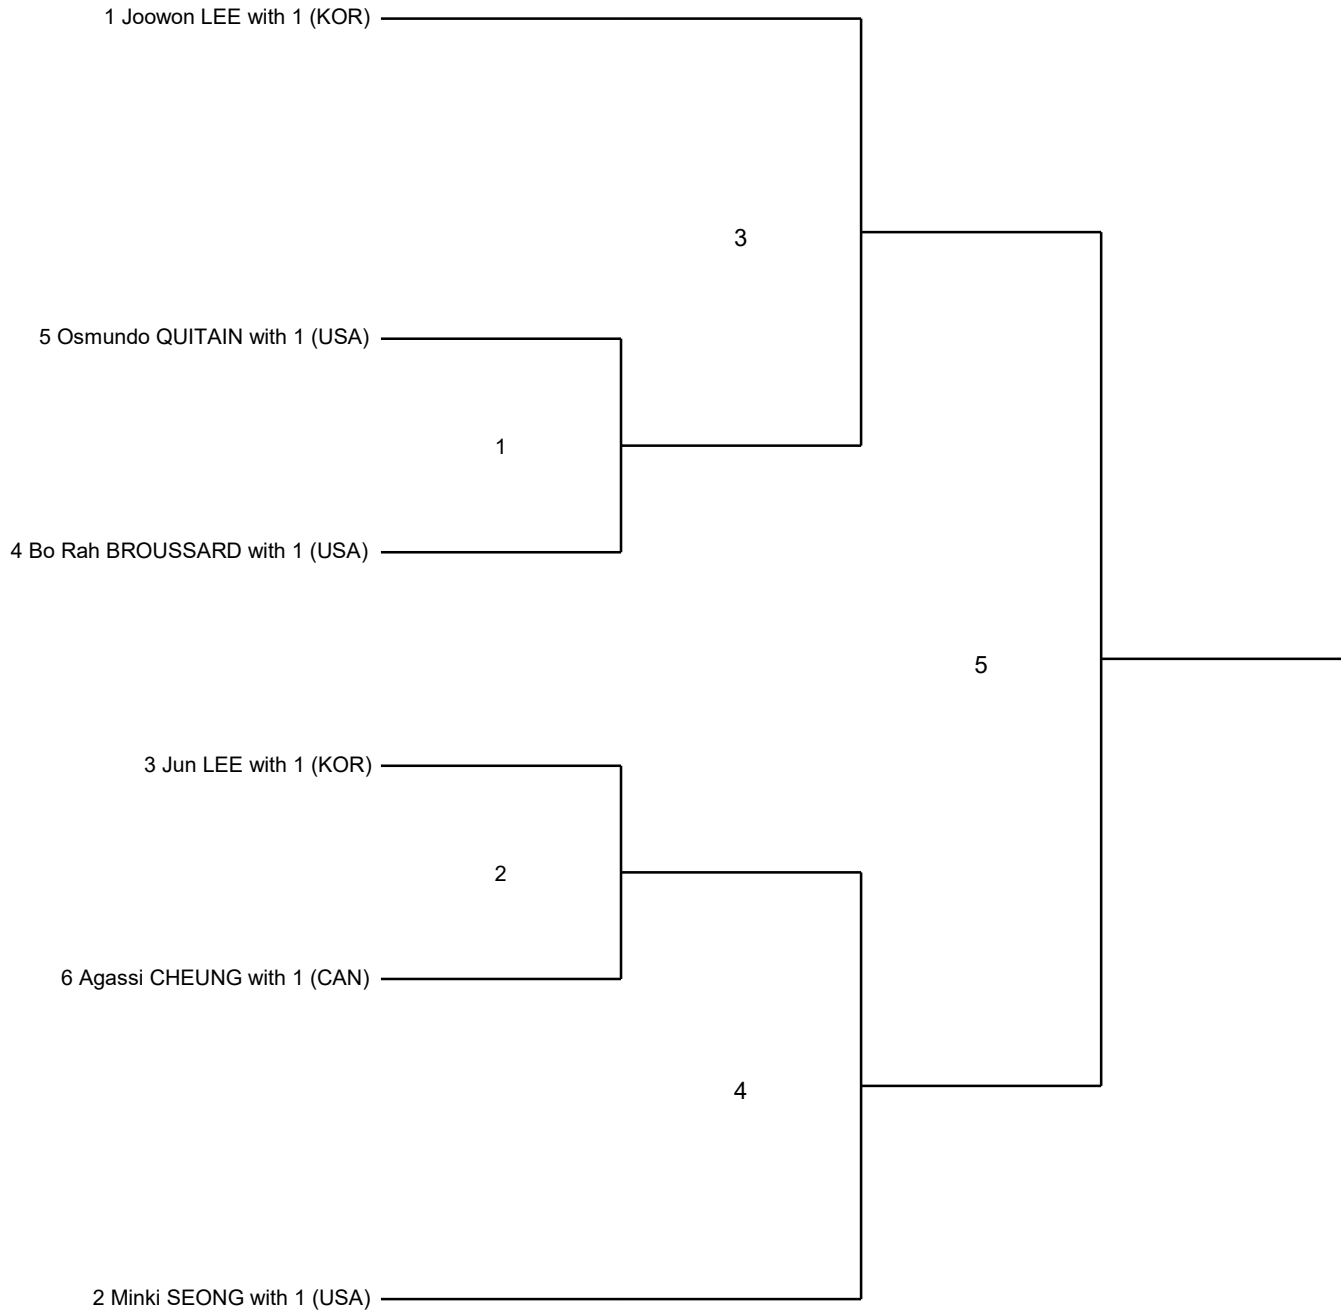 1 Joowon LEE with 1 (KOR)
3
5 Osmundo QUITAIN with 1 (USA)
1
4 Bo Rah BROUSSARD with 1 (USA)
5
3 Jun LEE with 1 (KOR)
2
6 Agassi CHEUNG with 1 (CAN)
4
2 Minki SEONG with 1 (USA)